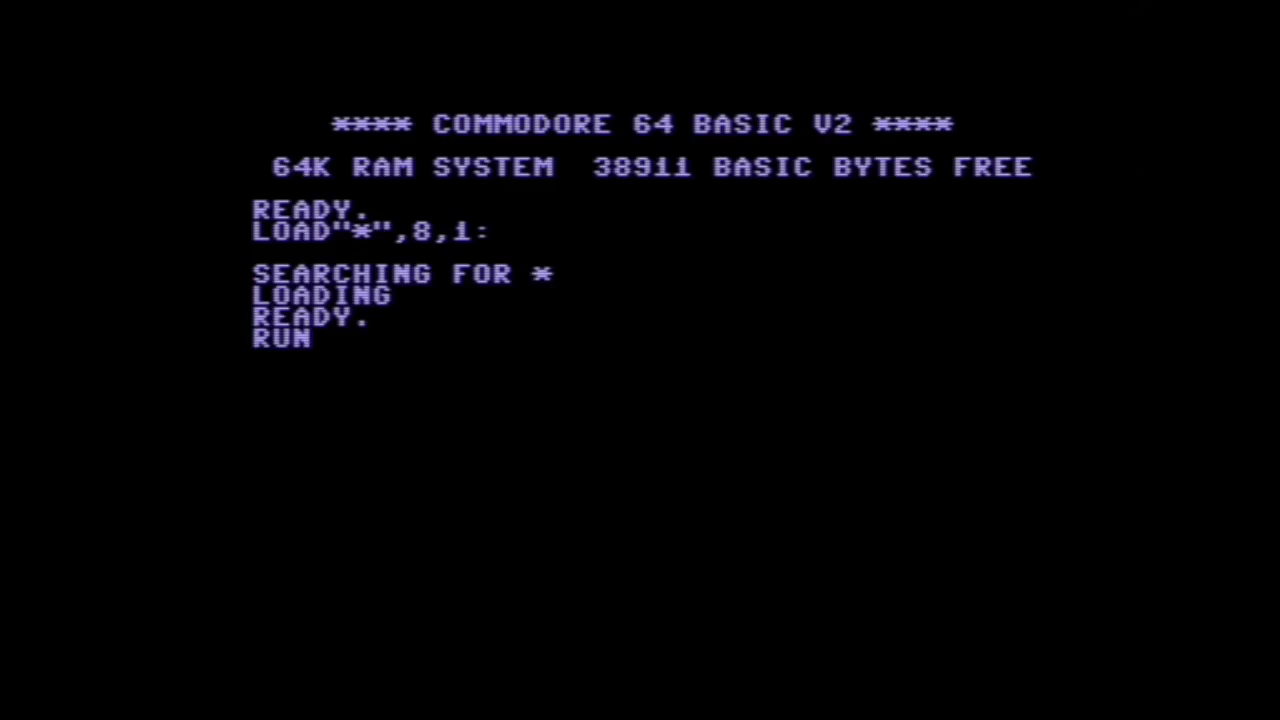 **** COMMODORE 64 BASIC V2 ****
64K RAM SYSTEM  38911 BASIC BYTES FREE
READY.
LOAD"*",8,1:
SEARCHING FOR *
LOADING
READY.
RUN